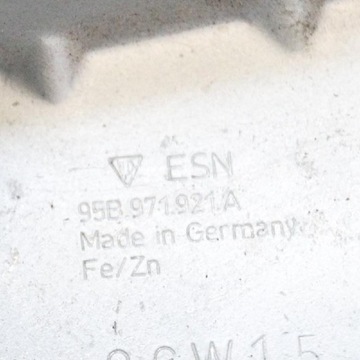 ESN
95B.971.921.A
Made in Germany
Fe/Zn